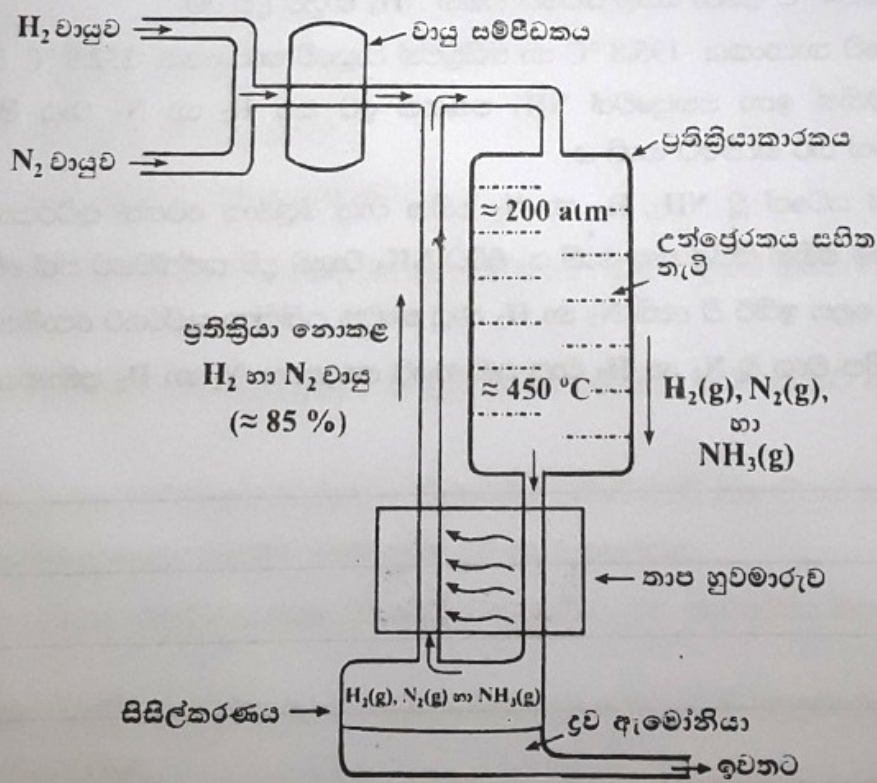 H₂ වායුව
වායු සම්පීඩකය
N₂ වායුව
ප්‍රතික්‍රියාකාරකය
≈ 200 atm
උත්ප්‍රේරකය සහිත
තැටි
ප්‍රතික්‍රියා නොකළ
H₂ හා N₂ වායු
(≈ 85 %)
≈ 450 °C
H₂(g), N₂(g),
හා
NH₃(g)
තාප හුවමාරුව
H₂(g), N₂(g) හා NH₃(g)
සිසිල්කරණය
ද්‍රව ඇමෝනියා
ඉවතට